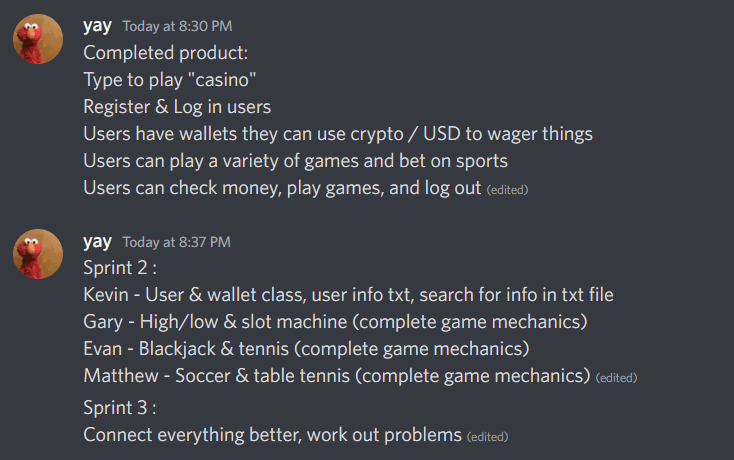 yay Today at 8:30 PM
Completed product:
Type to play "casino"
Register & Log in users
Users have wallets they can use crypto / USD to wager things
Users can play a variety of games and bet on sports
Users can check money, play games, and log out (edited)
yay Today at 8:37 PM
Sprint 2 :
Kevin - User & wallet class, user info txt, search for info in txt file
Gary - High/low & slot machine (complete game mechanics)
Evan - Blackjack & tennis (complete game mechanics)
Matthew - Soccer & table tennis (complete game mechanics) (edited)
Sprint 3 :
Connect everything better, work out problems (edited)